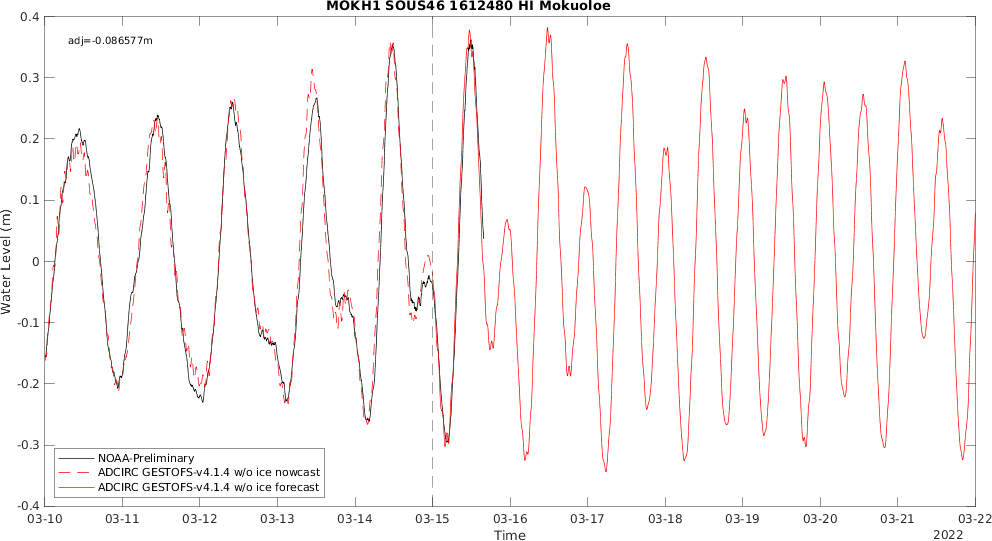 MOKH1 SOUS46 1612480 HI Mokuoloe
adj=-0.086577m
Water Level (m)
0.4
0.3
0.2
0.1
0
-0.1
-0.2
-0.3
-0.4
NOAA-Preliminary
ADCIRC GESTOFS-v4.1.4 w/o ice nowcast
ADCIRC GESTOFS-v4.1.4 w/o ice forecast
03-10 03-11 03-12 03-13 03-14 03-15 03-16 03-17 03-18 03-19 03-20 03-21 03-22
Time
2022